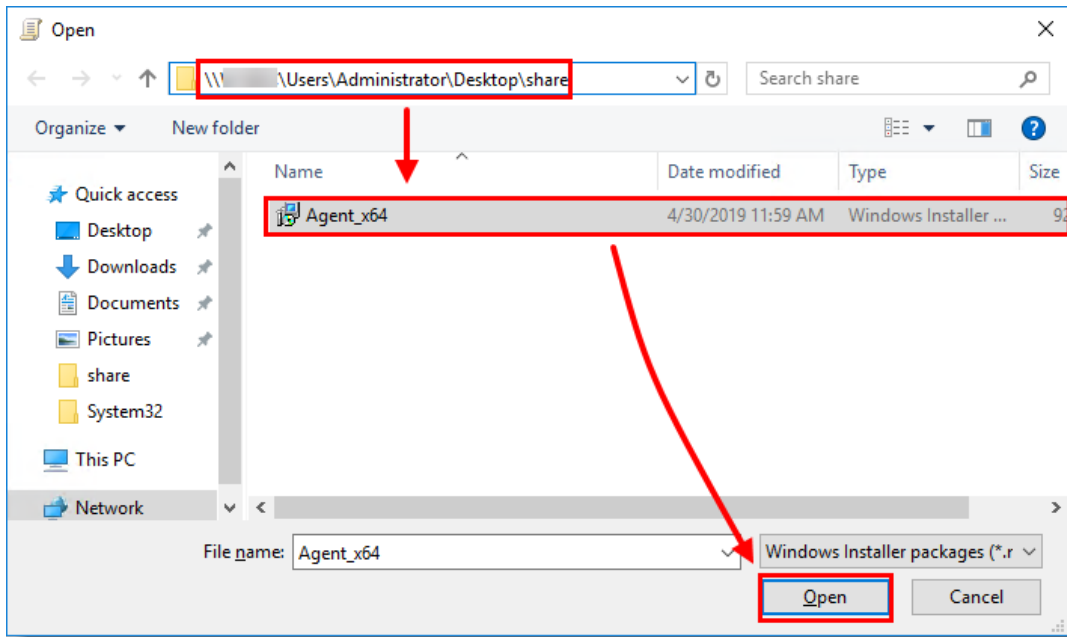 Open
\\\ \Users\Administrator\Desktop\share
Search share
Organize
New folder
Name
Date modified
Type
Size
Quick access
Desktop
Downloads
Documents
Pictures
share
System32
This PC
Network
Agent_x64 4/30/2019 11:59 AM Windows Installer ... 92
File name: Agent_x64
Windows Installer packages (*.r
Open
Cancel